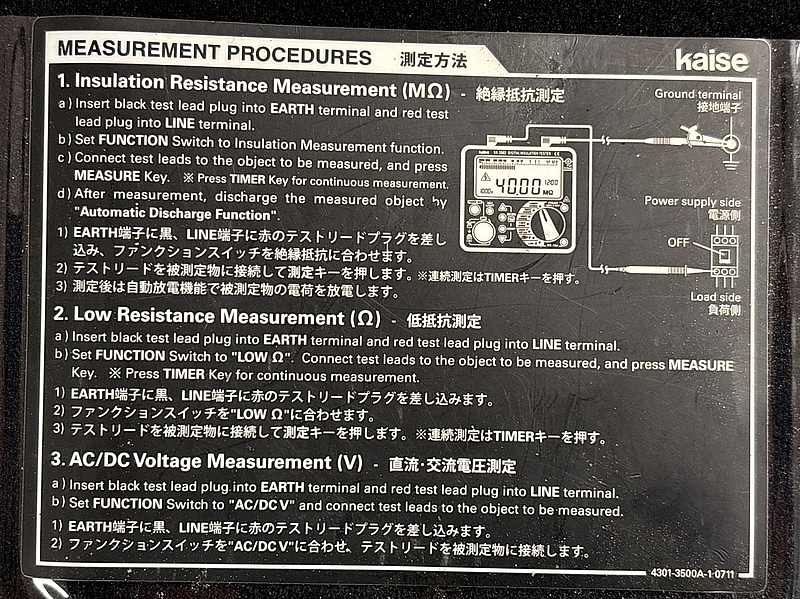 MEASUREMENT PROCEDURES 測定方法
kaise
1. Insulation Resistance Measurement (MΩ) - 絶縁抵抗測定
a) Insert black test lead plug into EARTH terminal and red test
lead plug into LINE terminal.
b) Set FUNCTION Switch to Insulation Measurement function.
c) Connect test leads to the object to be measured, and press
MEASURE Key. ※ Press TIMER Key for continuous measurement.
d) After measurement, discharge the measured object by
"Automatic Discharge Function".
1) EARTH端子に黒、LINE端子に赤のテストリードプラグを差し
込み、ファンクションスイッチを絶縁抵抗に合わせます。
2) テストリードを被測定物に接続して測定キーを押します。※連続測定はTIMERキーを押す。
3) 測定後は自動放電機能で被測定物の電荷を放電します。
Ground terminal
接地端子
kaise
DIGITAL INSULATION TESTER
40.00
1200
MΩ
1000V
Power supply side
電源側
OFF
Load side
負荷側
2. Low Resistance Measurement (Ω) - 低抵抗測定
a) Insert black test lead plug into EARTH terminal and red test lead plug into LINE terminal.
b) Set FUNCTION Switch to "LOW Ω". Connect test leads to the object to be measured, and press MEASURE
Key. ※ Press TIMER Key for continuous measurement.
1) EARTH端子に黒、LINE端子に赤のテストリードプラグを差し込みます。
2) ファンクションスイッチを"LOW Ω"に合わせます。
3) テストリードを被測定物に接続して測定キーを押します。※連続測定はTIMERキーを押す。
3. AC/DC Voltage Measurement (V) - 直流・交流電圧測定
a) Insert black test lead plug into EARTH terminal and red test lead plug into LINE terminal.
b) Set FUNCTION Switch to "AC/DC V" and connect test leads to the object to be measured.
1) EARTH端子に黒、LINE端子に赤のテストリードプラグを差し込みます。
2) ファンクションスイッチを"AC/DC V"に合わせ、テストリードを被測定物に接続します。
4301-3500A-1 0711